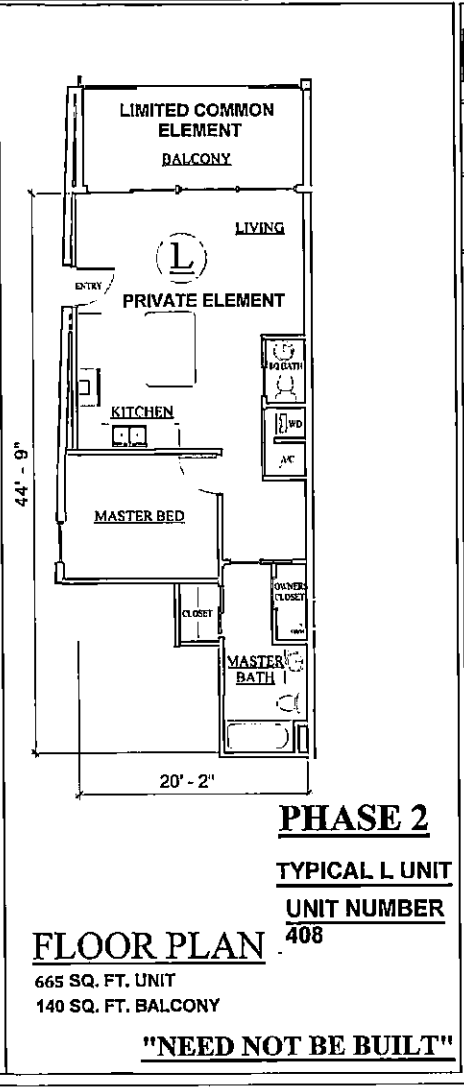 LIMITED COMMON
ELEMENT
BALCONY
LIVING
L
ENTRY
PRIVATE ELEMENT
BATH
KITCHEN
WD
A/C
44' - 9"
MASTER BED
OWNERS
CLOSET
CLOSET
MASTER
BATH
20' - 2"
PHASE 2
TYPICAL L UNIT
UNIT NUMBER
408
FLOOR PLAN
665 SQ. FT. UNIT
140 SQ. FT. BALCONY
"NEED NOT BE BUILT"